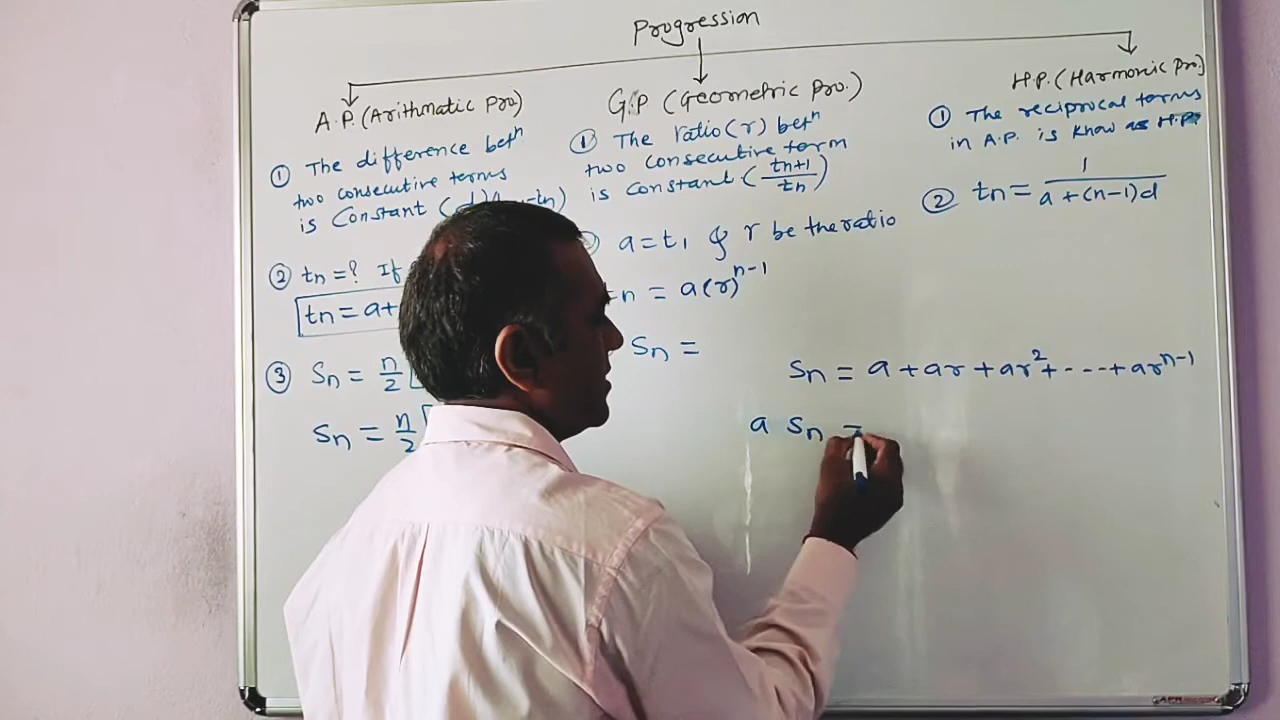 Progression
A.P. (Arithmatic Pro)
① The difference betⁿ
two consecutive terms
is Constant (d)
② tn = ? If
tn = a+
③ Sn = n/2 [
Sn = n/2 [
G.P (Geometric Pro.)
① The ratio(r) betⁿ
two consecutive term
is Constant (tn+1/tn)
a = t1 & r be the ratio
tn = a(r)^n-1
Sn =
H.P. (Harmonic Pro.)
① The reciprocal terms
in A.P. is know as H.P.
② tn = 1/a+(n-1)d
Sn = a + ar + ar² + ---+ ar^n-1
a Sn =